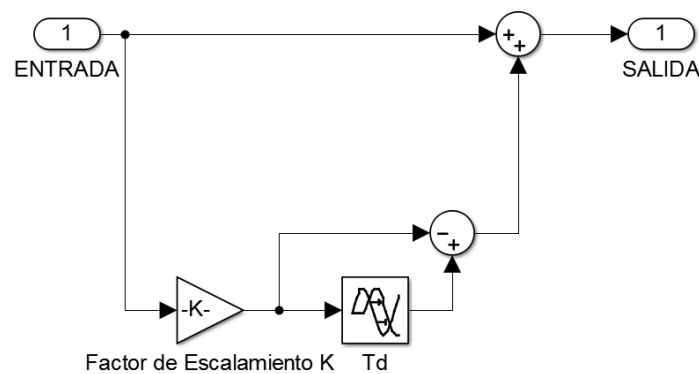 1
1
ENTRADA
SALIDA
-K-
Factor de Escalamiento K
Td